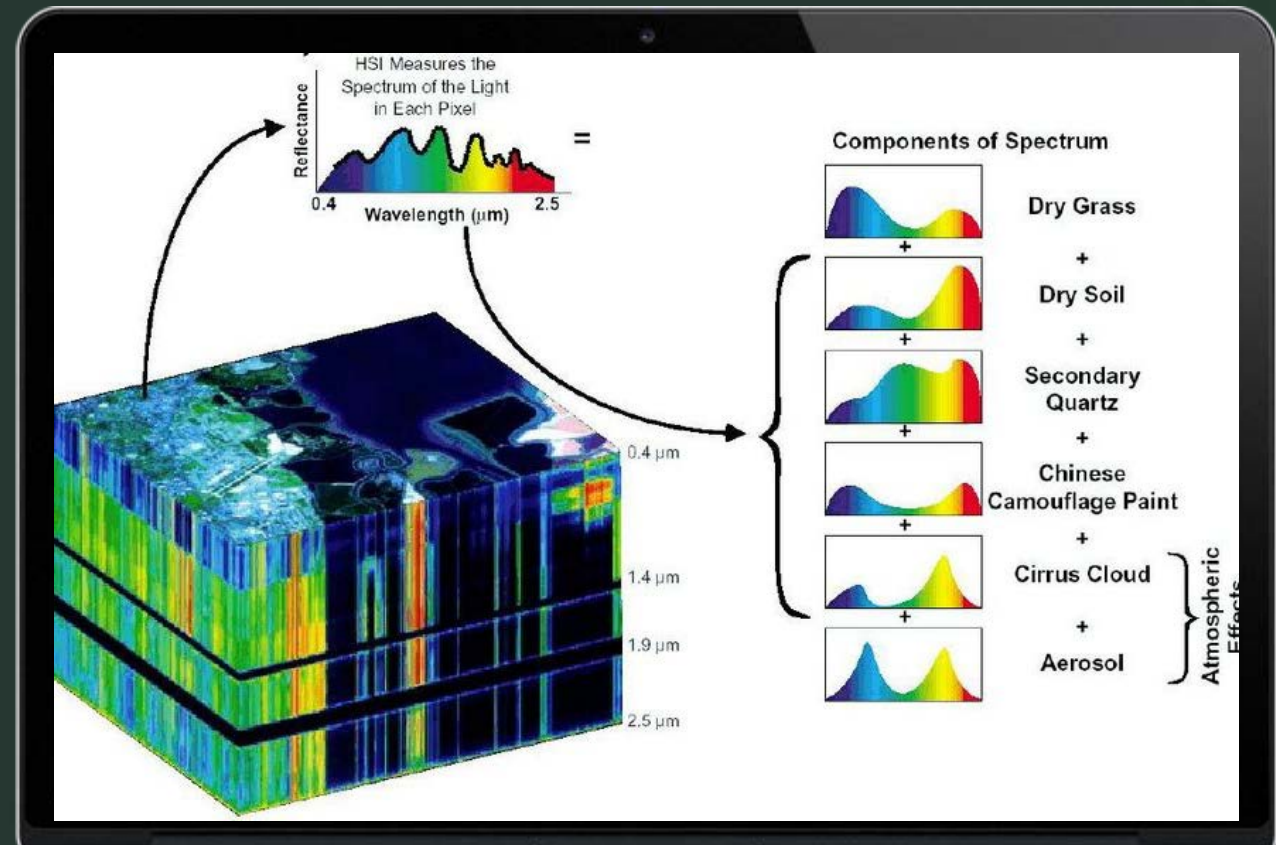 HSI Measures the
Spectrum of the Light
in Each Pixel
Reflectance
=
0.4
2.5
Wavelength (μm)
Components of Spectrum
Dry Grass
+
+
Dry Soil
+
+
Secondary
Quartz
+
+
Chinese
Camouflage Paint
+
+
Cirrus Cloud
+
+
Aerosol
Atmospheric
Effects
0.4 μm
1.4 μm
1.9 μm
2.5 μm